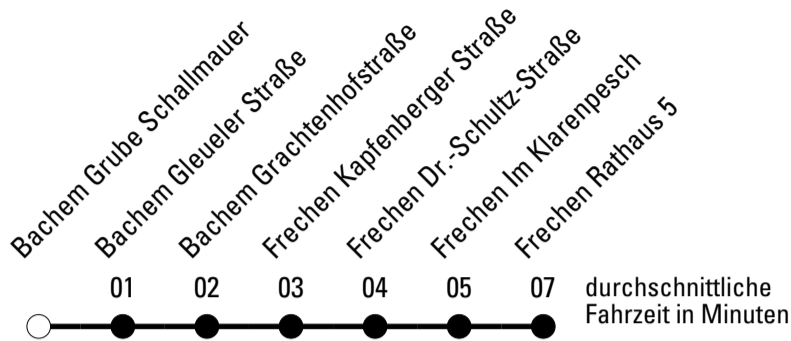 Bachem Grube Schallmauer
Bachem Gleueler Straße
Bachem Grachtenhofstraße
Frechen Kapfenberger Straße
Frechen Dr.-Schultz-Straße
Frechen Im Klarenpesch
Frechen Rathaus 5
01 02 03 04 05 07
durchschnittliche
Fahrzeit in Minuten